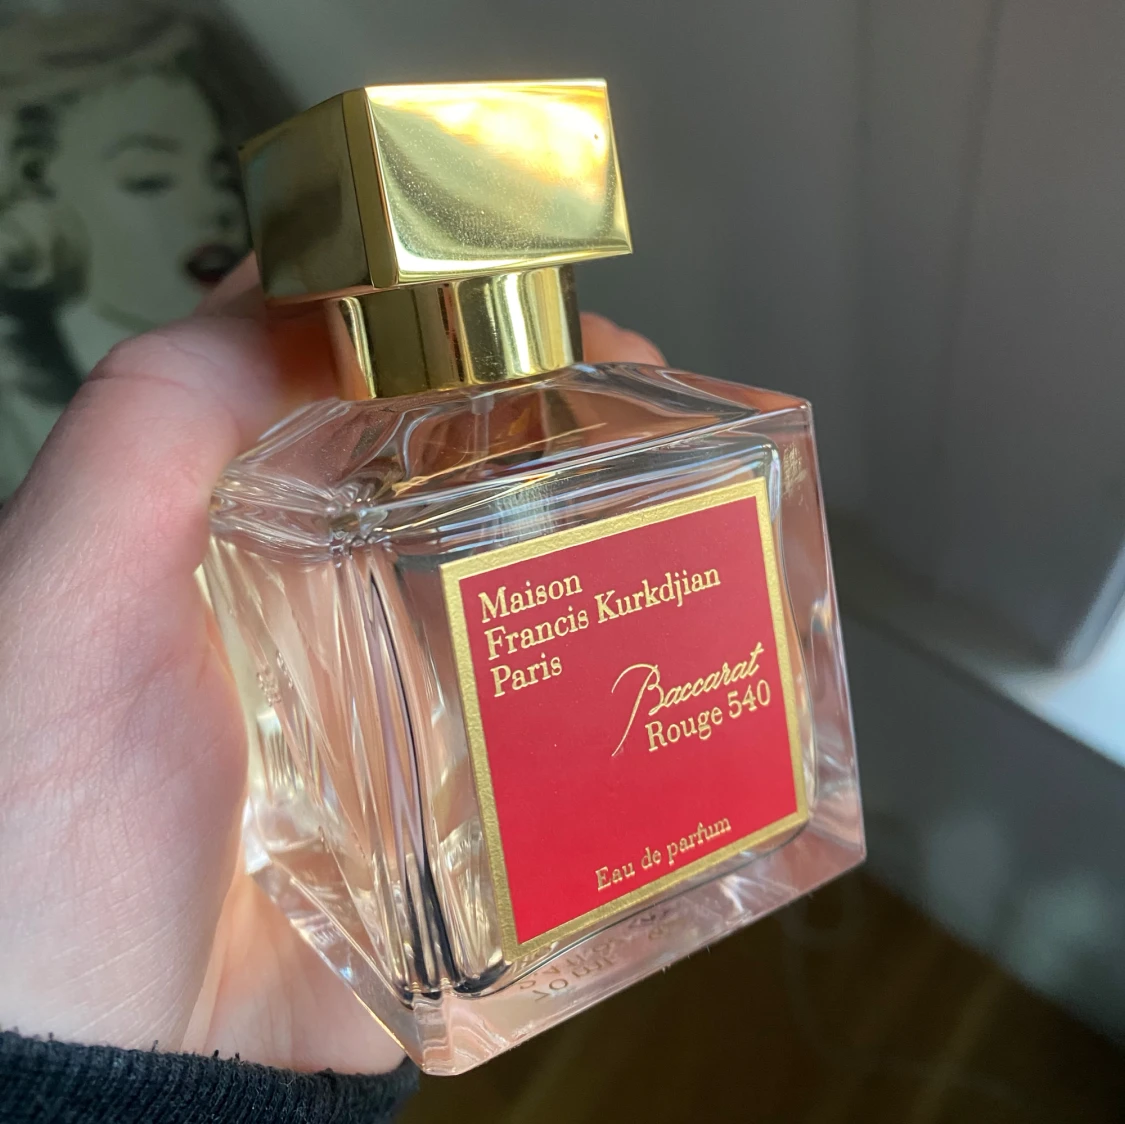 Maison
Francis Kurkdjian
Paris
Baccarat
Rouge 540
Eau de parfum